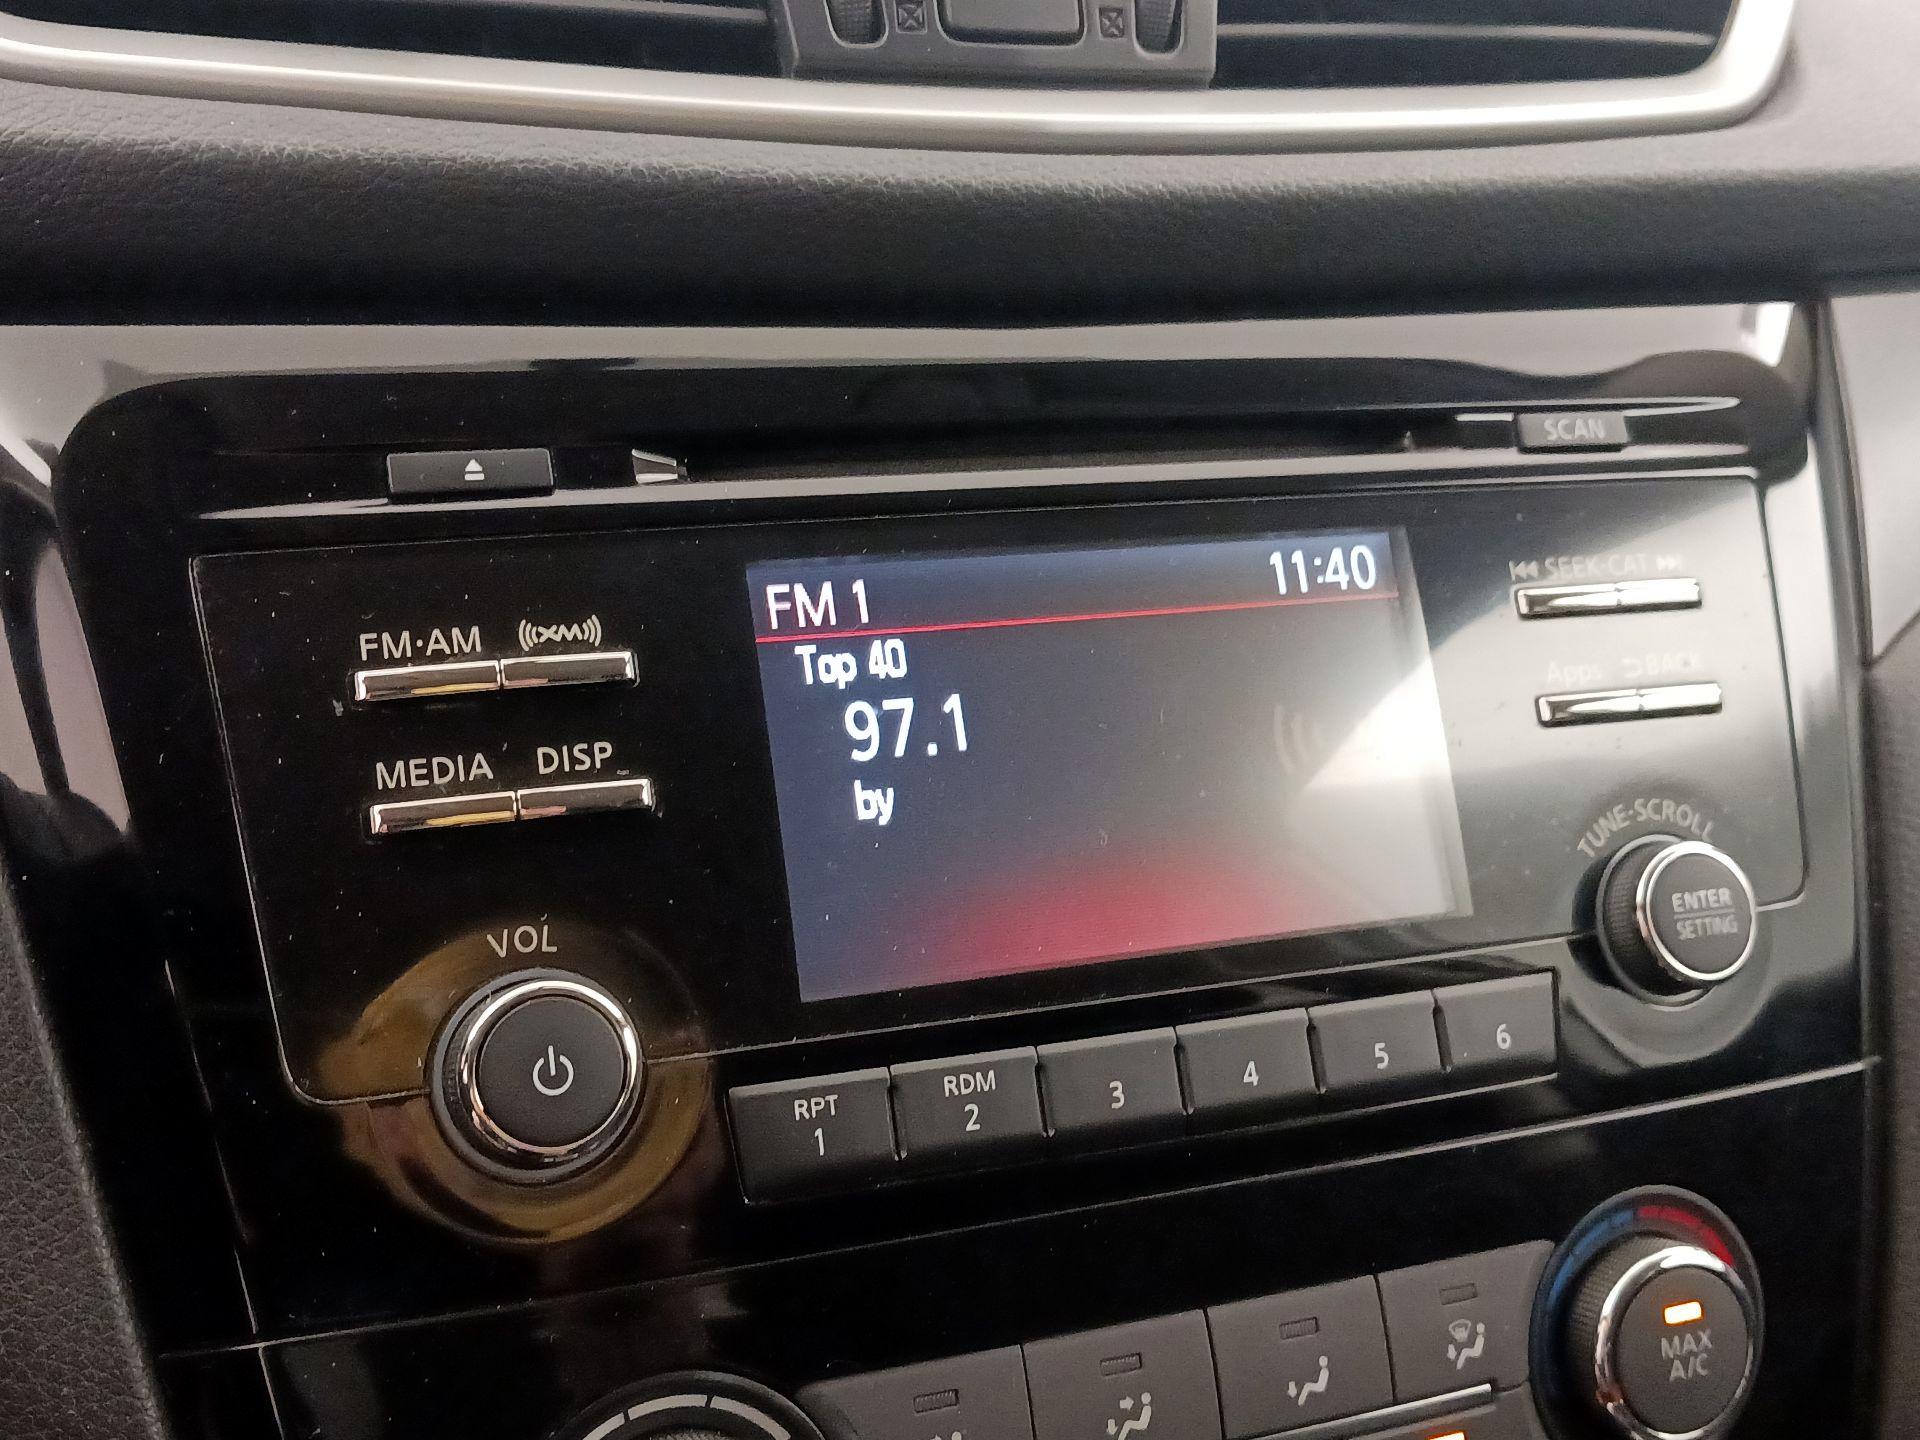 SCAN
FM 1 11:40
SEEK·CAT
FM·AM XM
Top 40
Apps BACK
97.1
MEDIA DISP
by
TUNE·SCROLL
ENTER
SETTING
VOL
RPT RDM
1 2 3 4 5 6
MAX
A/C